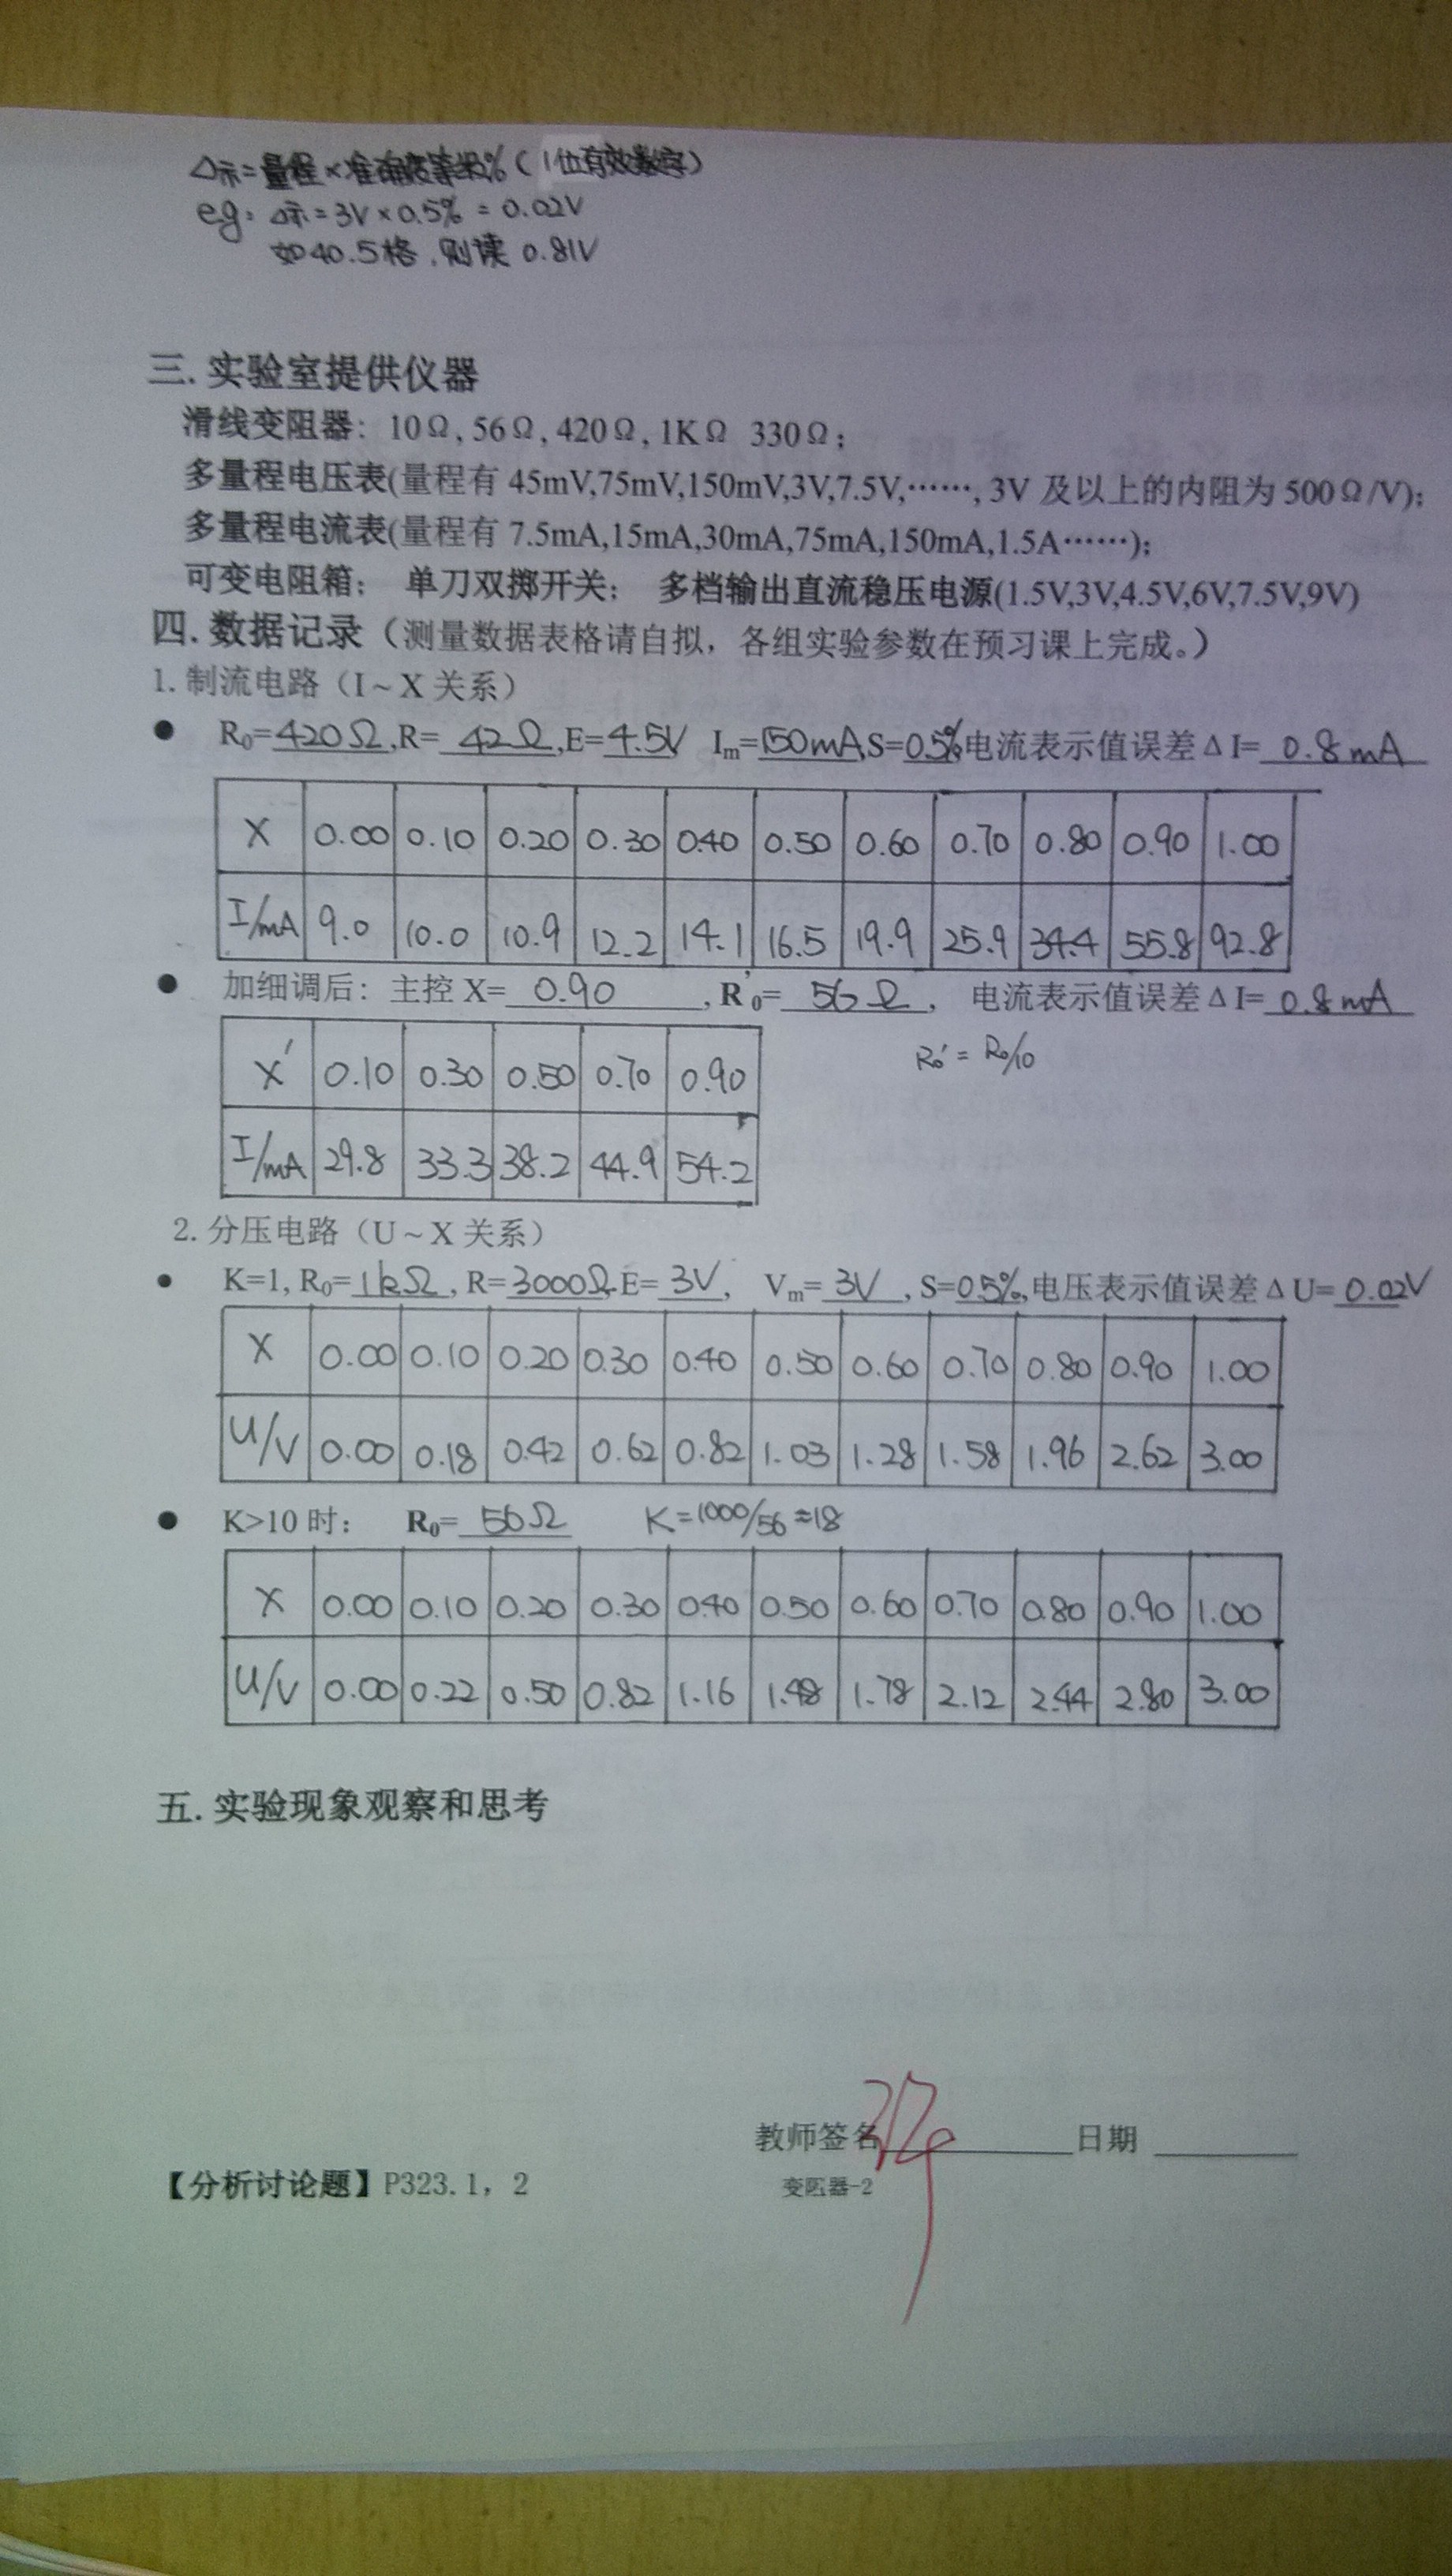 Δ示=量程×准确度等级%(1位有效数字)
eg: Δ示=3V×0.5%=0.02V
如40.5格,则读0.81V
三. 实验室提供仪器
滑线变阻器: 10Ω, 56Ω, 420Ω, 1KΩ 330Ω;
多量程电压表(量程有 45mV,75mV,150mV,3V,7.5V,……, 3V 及以上的内阻为 500Ω/V);
多量程电流表(量程有 7.5mA,15mA,30mA,75mA,150mA,1.5A……);
可变电阻箱; 单刀双掷开关; 多档输出直流稳压电源(1.5V,3V,4.5V,6V,7.5V,9V)
四. 数据记录(测量数据表格请自拟,各组实验参数在预习课上完成。)
1. 制流电路(I~X 关系)
● R₀=420Ω,R=42Ω,E=4.5V Iₘ=150mA,S=0.5%,电流表示值误差ΔI=0.8mA
X 0.00 0.10 0.20 0.30 0.40 0.50 0.60 0.70 0.80 0.90 1.00
I/mA 9.0 10.0 10.9 12.2 14.1 16.5 19.9 25.9 34.4 55.8 92.8
● 加细调后: 主控 X=0.90, R'₀=56Ω, 电流表示值误差ΔI=0.8mA
R₀'=R₀/10
X' 0.10 0.30 0.50 0.70 0.90
I/mA 29.8 33.3 38.2 44.9 54.2
2. 分压电路(U~X 关系)
● K=1, R₀=1kΩ, R=3000Ω,E=3V, Vₘ=3V, S=0.5%,电压表示值误差ΔU=0.02V
X 0.00 0.10 0.20 0.30 0.40 0.50 0.60 0.70 0.80 0.90 1.00
U/V 0.00 0.18 0.42 0.62 0.82 1.03 1.28 1.58 1.96 2.62 3.00
● K>10 时: R₀=56Ω K=1000/56≈18
X 0.00 0.10 0.20 0.30 0.40 0.50 0.60 0.70 0.80 0.90 1.00
U/V 0.00 0.22 0.50 0.82 1.16 1.48 1.78 2.12 2.44 2.80 3.00
五. 实验现象观察和思考
教师签名 日期
【分析讨论题】P323.1, 2
变阻器-2